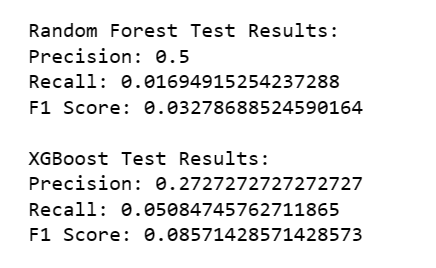 Random Forest Test Results:
Precision: 0.5
Recall: 0.01694915254237288
F1 Score: 0.03278688524590164
XGBoost Test Results:
Precision: 0.2727272727272727
Recall: 0.05084745762711865
F1 Score: 0.08571428571428573